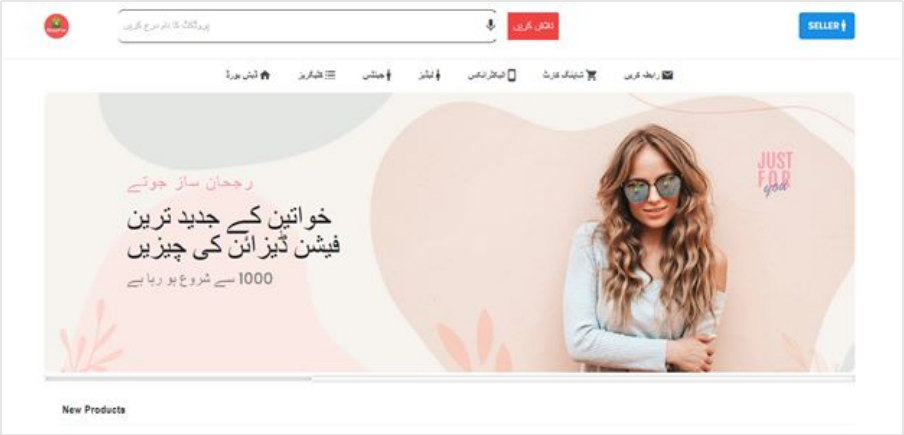 پروڈکٹ کا نام درج کریں
تلاش کریں
SELLER
ڈیش بورڈ
کٹیگریز
جینٹس
لیڈیز
الیکٹرانکس
شاپنگ کارٹ
رابطہ کریں
رجحان ساز جوتے
خواتین کے جدید ترین
فیشن ڈیزائن کی چیزیں
1000 سے شروع ہو رہا ہے
JUST
FOR
you
New Products